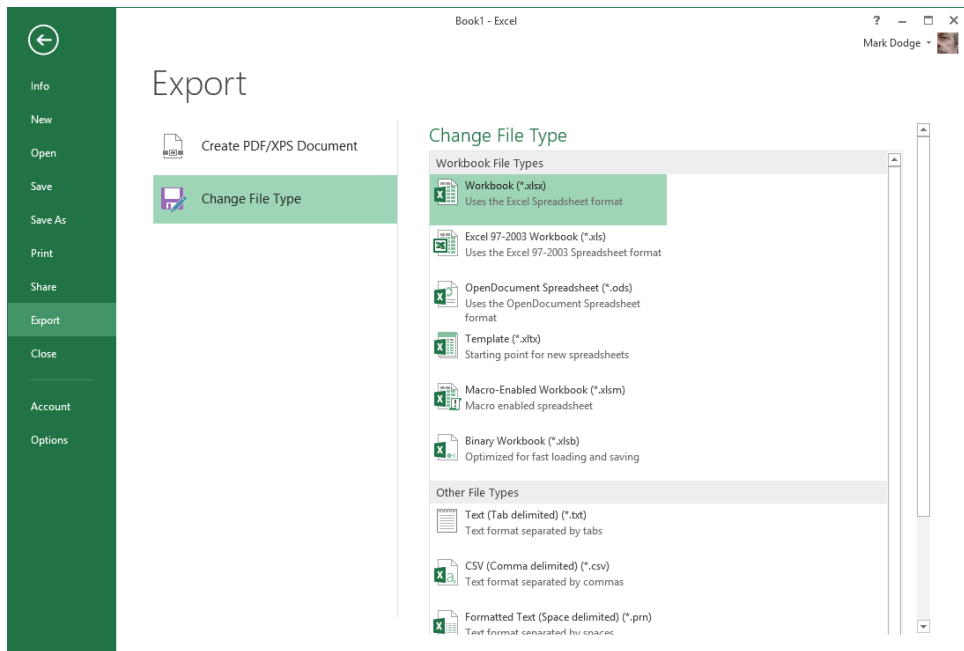 Book1 - Excel
?
Mark Dodge
Info
New
Open
Save
Save As
Print
Share
Export
Close
Account
Options
Export
Create PDF/XPS Document
Change File Type
Change File Type
Workbook File Types
Workbook (*.xlsx)
Uses the Excel Spreadsheet format
Excel 97-2003 Workbook (*.xls)
Uses the Excel 97-2003 Spreadsheet format
OpenDocument Spreadsheet (*.ods)
Uses the OpenDocument Spreadsheet
format
Template (*.xltx)
Starting point for new spreadsheets
Macro-Enabled Workbook (*.xlsm)
Macro enabled spreadsheet
Binary Workbook (*.xlsb)
Optimized for fast loading and saving
Other File Types
Text (Tab delimited) (*.txt)
Text format separated by tabs
CSV (Comma delimited) (*.csv)
Text format separated by commas
Formatted Text (Space delimited) (*.prn)
Text format separated by spaces